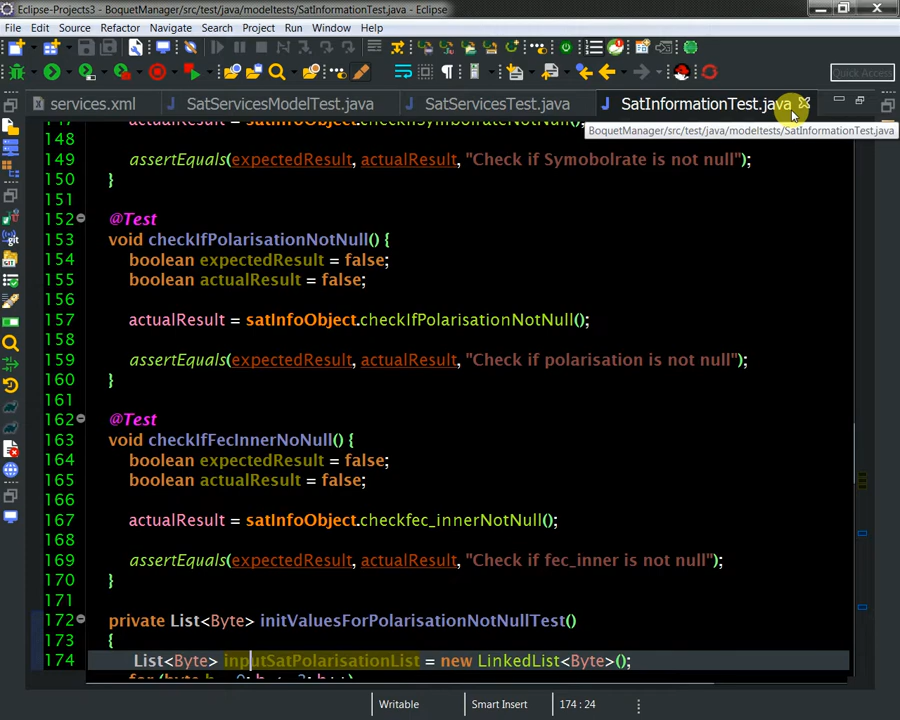 Eclipse-Projects3 - BoquetManager/src/test/java/modeltests/SatInformationTest.java - Eclipse
File Edit Source Refactor Navigate Search Project Run Window Help
Quick Access
services.xml SatServicesModelTest.java SatServicesTest.java SatInformationTest.java
BoquetManager/src/test/java/modeltests/SatInformationTest.java
148
149 assertEquals(expectedResult, actualResult, "Check if Symobolrate is not null");
150 }
151
152 @Test
153 void checkIfPolarisationNotNull() {
154 boolean expectedResult = false;
155 boolean actualResult = false;
156
157 actualResult = satInfoObject.checkIfPolarisationNotNull();
158
159 assertEquals(expectedResult, actualResult, "Check if polarisation is not null");
160 }
161
162 @Test
163 void checkIfFecInnerNoNull() {
164 boolean expectedResult = false;
165 boolean actualResult = false;
166
167 actualResult = satInfoObject.checkfec_innerNotNull();
168
169 assertEquals(expectedResult, actualResult, "Check if fec_inner is not null");
170 }
171
172 private List<Byte> initValuesForPolarisationNotNullTest()
173 {
174 List<Byte> inputSatPolarisationList = new LinkedList<Byte>();
Writable Smart Insert 174 : 24